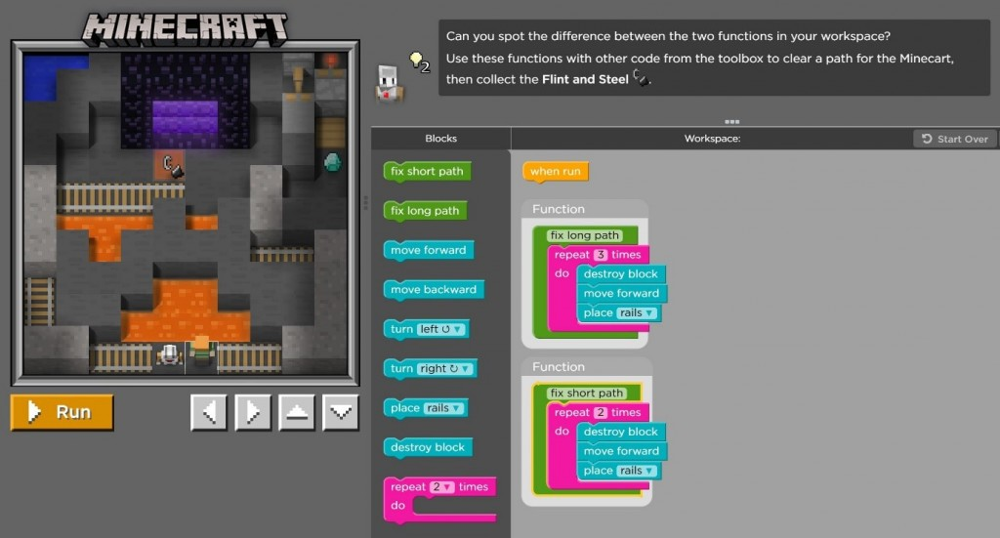 MINECRAFT
Can you spot the difference between the two functions in your workspace?
Use these functions with other code from the toolbox to clear a path for the Minecart,
then collect the Flint and Steel .
2
Blocks
Workspace:
Start Over
fix short path
fix long path
move forward
move backward
turn left ↺ ▼
turn right ↻ ▼
place rails ▼
destroy block
repeat 2 ▼ times
do
when run
Function
fix long path
repeat 3 times
do
destroy block
move forward
place rails ▼
Function
fix short path
repeat 2 times
do
destroy block
move forward
place rails ▼
Run